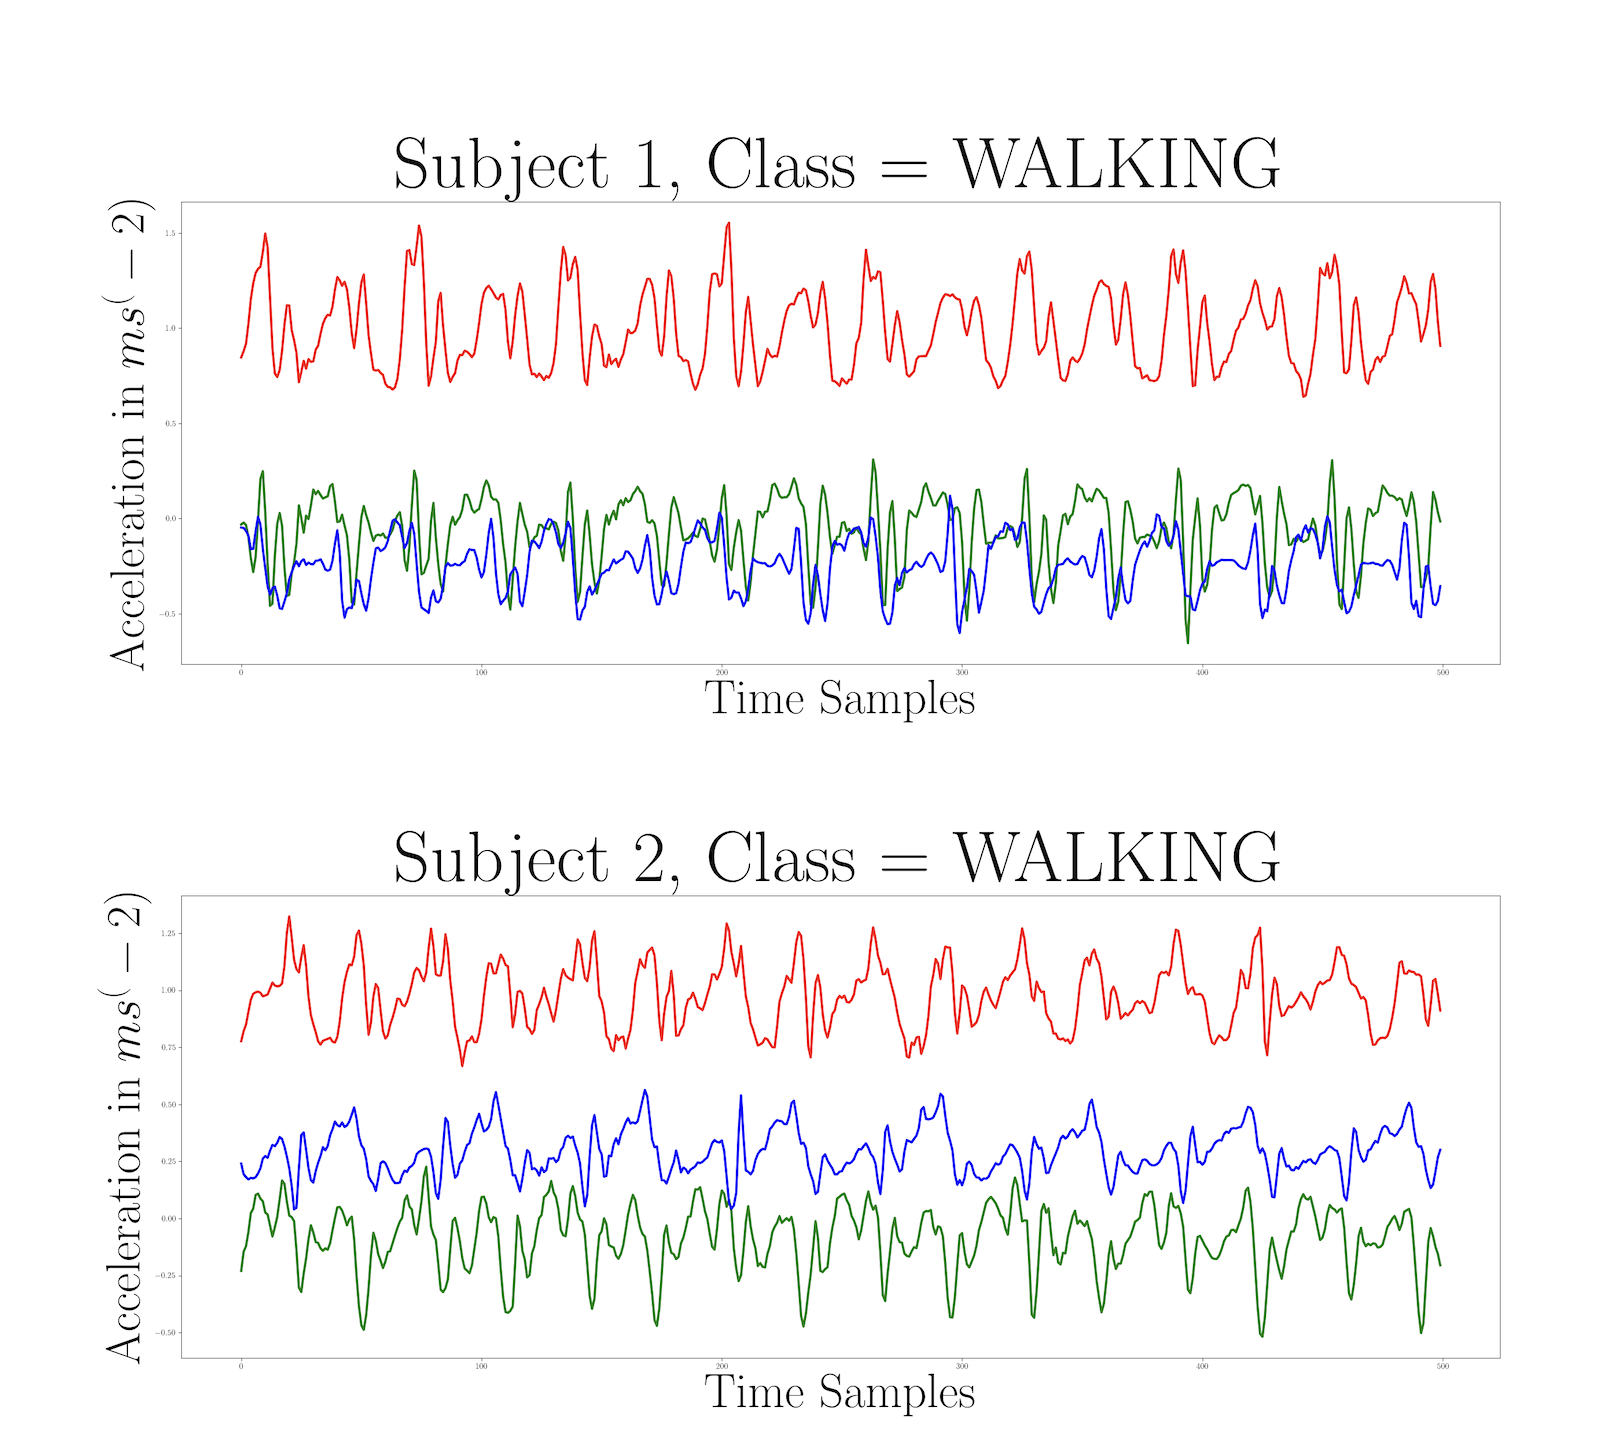 Subject 1, Class = WALKING
Acceleration in ms^(−2)
1.5
1.0
0.5
0.0
−0.5
0 100 200 300 400 500
Time Samples
Subject 2, Class = WALKING
Acceleration in ms^(−2)
1.25
1.00
0.75
0.50
0.25
0.00
−0.25
−0.50
0 100 200 300 400 500
Time Samples